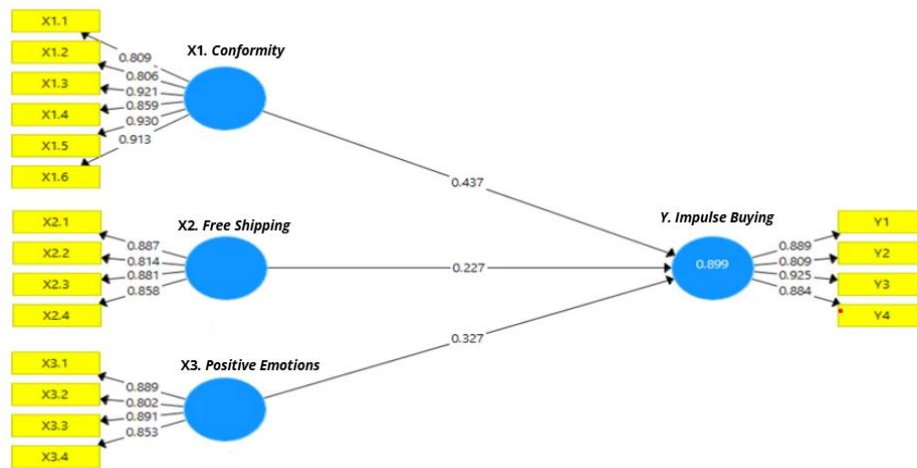 X1.1
X1.2
X1.3
X1.4
X1.5
X1.6
0.809
0.806
0.921
0.859
0.930
0.913
X1. Conformity
0.437
X2.1
X2.2
X2.3
X2.4
0.887
0.814
0.881
0.858
X2. Free Shipping
0.227
X3.1
X3.2
X3.3
X3.4
0.889
0.802
0.891
0.853
X3. Positive Emotions
0.327
Y. Impulse Buying
0.899
0.889
0.809
0.925
0.884
Y1
Y2
Y3
Y4